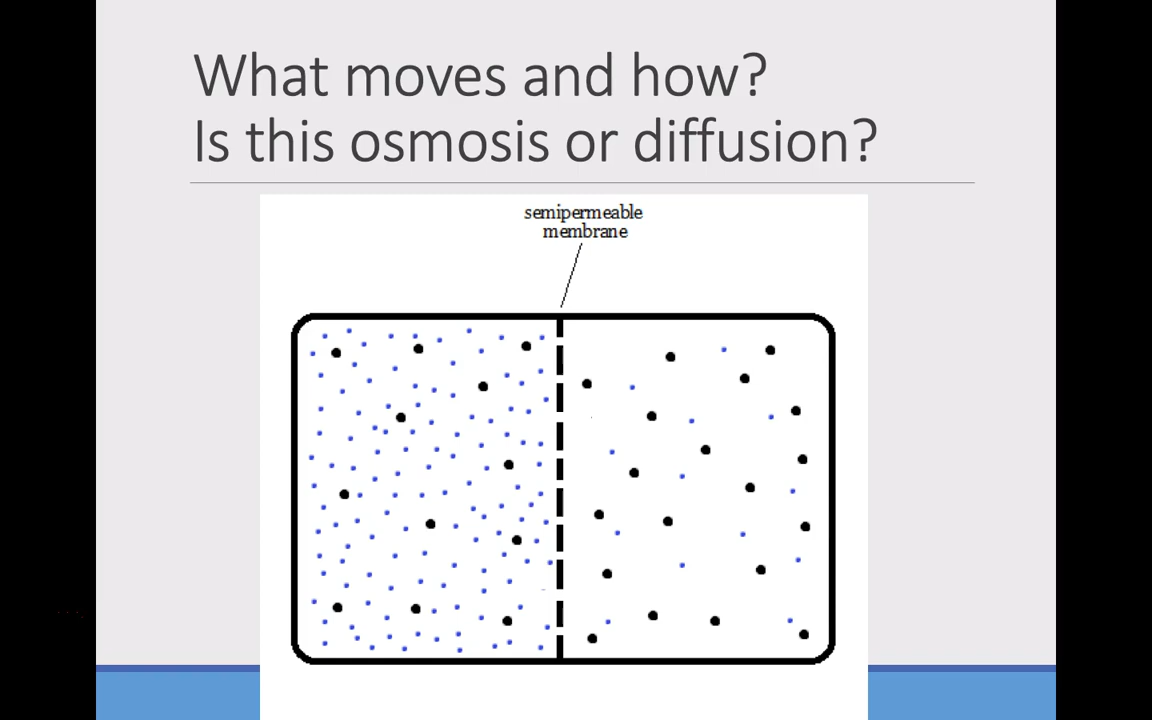 What moves and how?
Is this osmosis or diffusion?
semipermeable
membrane